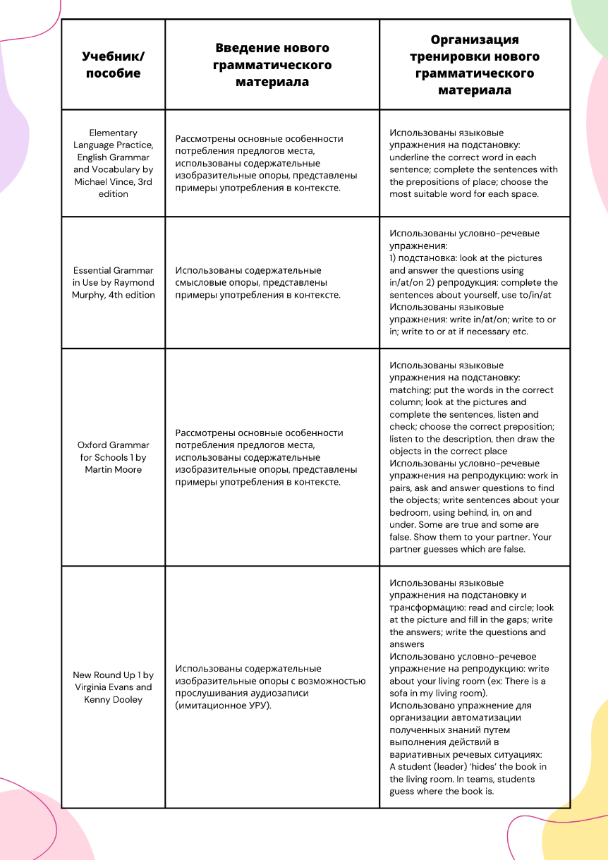 Учебник/
пособие
Введение нового
грамматического
материала
Организация
тренировки нового
грамматического
материала
Elementary
Language Practice,
English Grammar
and Vocabulary by
Michael Vince, 3rd
edition
Рассмотрены основные особенности
потребления предлогов места,
использованы содержательные
изобразительные опоры, представлены
примеры употребления в контексте.
Использованы языковые
упражнения на подстановку:
underline the correct word in each
sentence; complete the sentences with
the prepositions of place; choose the
most suitable word for each space.
Essential Grammar
in Use by Raymond
Murphy, 4th edition
Использованы содержательные
смысловые опоры, представлены
примеры употребления в контексте.
Использованы условно-речевые
упражнения:
1) подстановка: look at the pictures
and answer the questions using
in/at/on 2) репродукция: complete the
sentences about yourself, use to/in/at
Использованы языковые
упражнения: write in/at/on; write to or
in; write to or at if necessary etc.
Oxford Grammar
for Schools 1 by
Martin Moore
Рассмотрены основные особенности
потребления предлогов места,
использованы содержательные
изобразительные опоры, представлены
примеры употребления в контексте.
Использованы языковые
упражнения на подстановку:
matching; put the words in the correct
column; look at the pictures and
complete the sentences, listen and
check; choose the correct preposition;
listen to the description, then draw the
objects in the correct place
Использованы условно-речевые
упражнения на репродукцию: work in
pairs, ask and answer questions to find
the objects; write sentences about your
bedroom, using behind, in, on and
under. Some are true and some are
false. Show them to your partner. Your
partner guesses which are false.
New Round Up 1 by
Virginia Evans and
Kenny Dooley
Использованы содержательные
изобразительные опоры с возможностью
прослушивания аудиозаписи
(имитационное УРУ).
Использованы языковые
упражнения на подстановку и
трансформацию: read and circle; look
at the picture and fill in the gaps; write
the answers; write the questions and
answers
Использовано условно-речевое
упражнение на репродукцию: write
about your living room (ex: There is a
sofa in my living room).
Использовано упражнение для
организации автоматизации
полученных знаний путем
выполнения действий в
вариативных речевых ситуациях:
A student (leader) 'hides' the book in
the living room. In teams, students
guess where the book is.